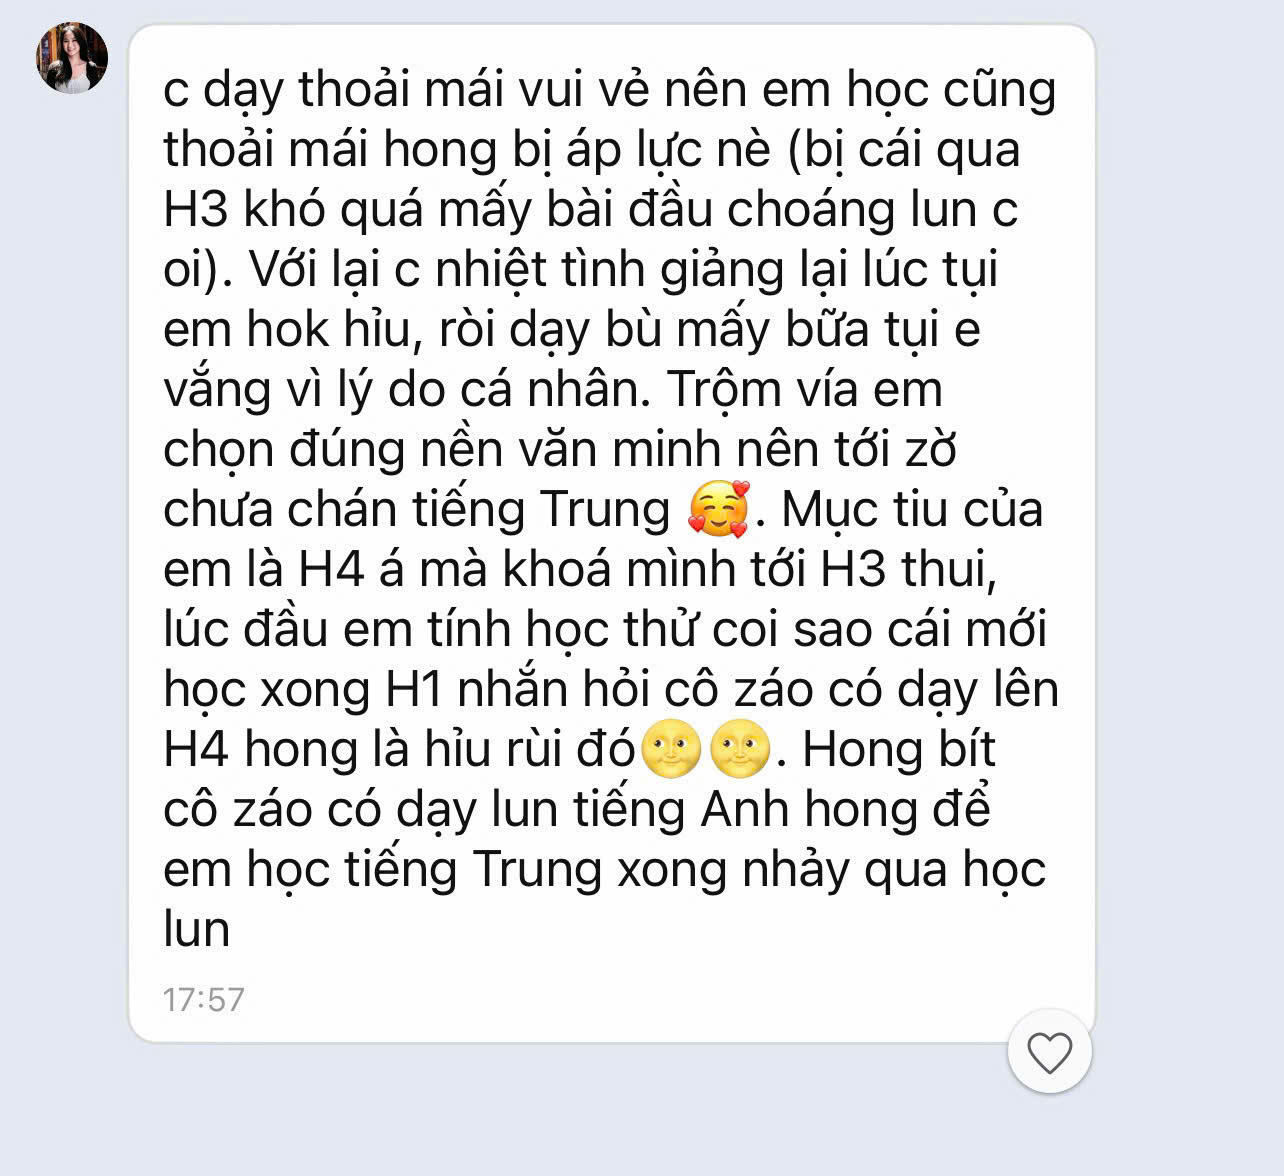 c dạy thoải mái vui vẻ nên em học cũng
thoải mái hong bị áp lực nè (bị cái qua
H3 khó quá mấy bài đầu choáng lun c
oi). Với lại c nhiệt tình giảng lại lúc tụi
em hok hỉu, ròi dạy bù mấy bữa tụi e
vắng vì lý do cá nhân. Trộm vía em
chọn đúng nền văn minh nên tới zờ
chưa chán tiếng Trung 🥰. Mục tiu của
em là H4 á mà khoá mình tới H3 thui,
lúc đầu em tính học thử coi sao cái mới
học xong H1 nhắn hỏi cô záo có dạy lên
H4 hong là hỉu rùi đó🌝🌝. Hong bít
cô záo có dạy lun tiếng Anh hong để
em học tiếng Trung xong nhảy qua học
lun
17:57